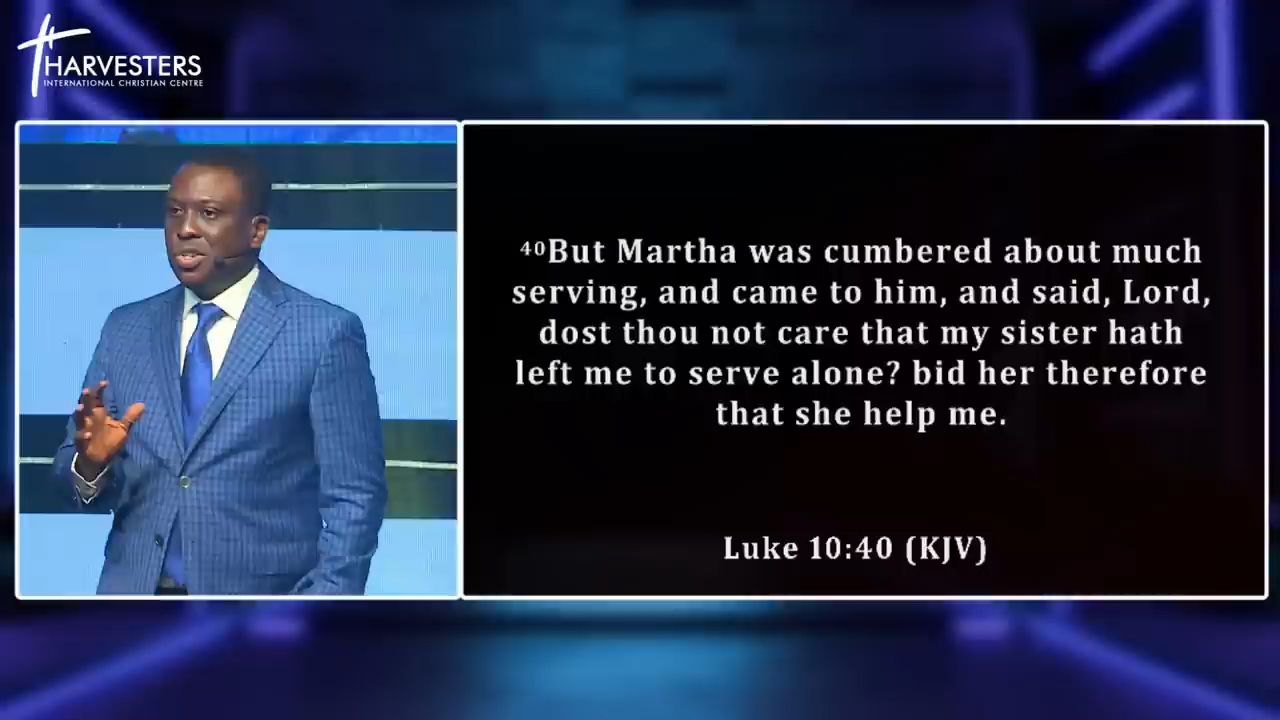 HARVESTERS
INTERNATIONAL CHRISTIAN CENTRE
⁴⁰But Martha was cumbered about much
serving, and came to him, and said, Lord,
dost thou not care that my sister hath
left me to serve alone? bid her therefore
that she help me.
Luke 10:40 (KJV)